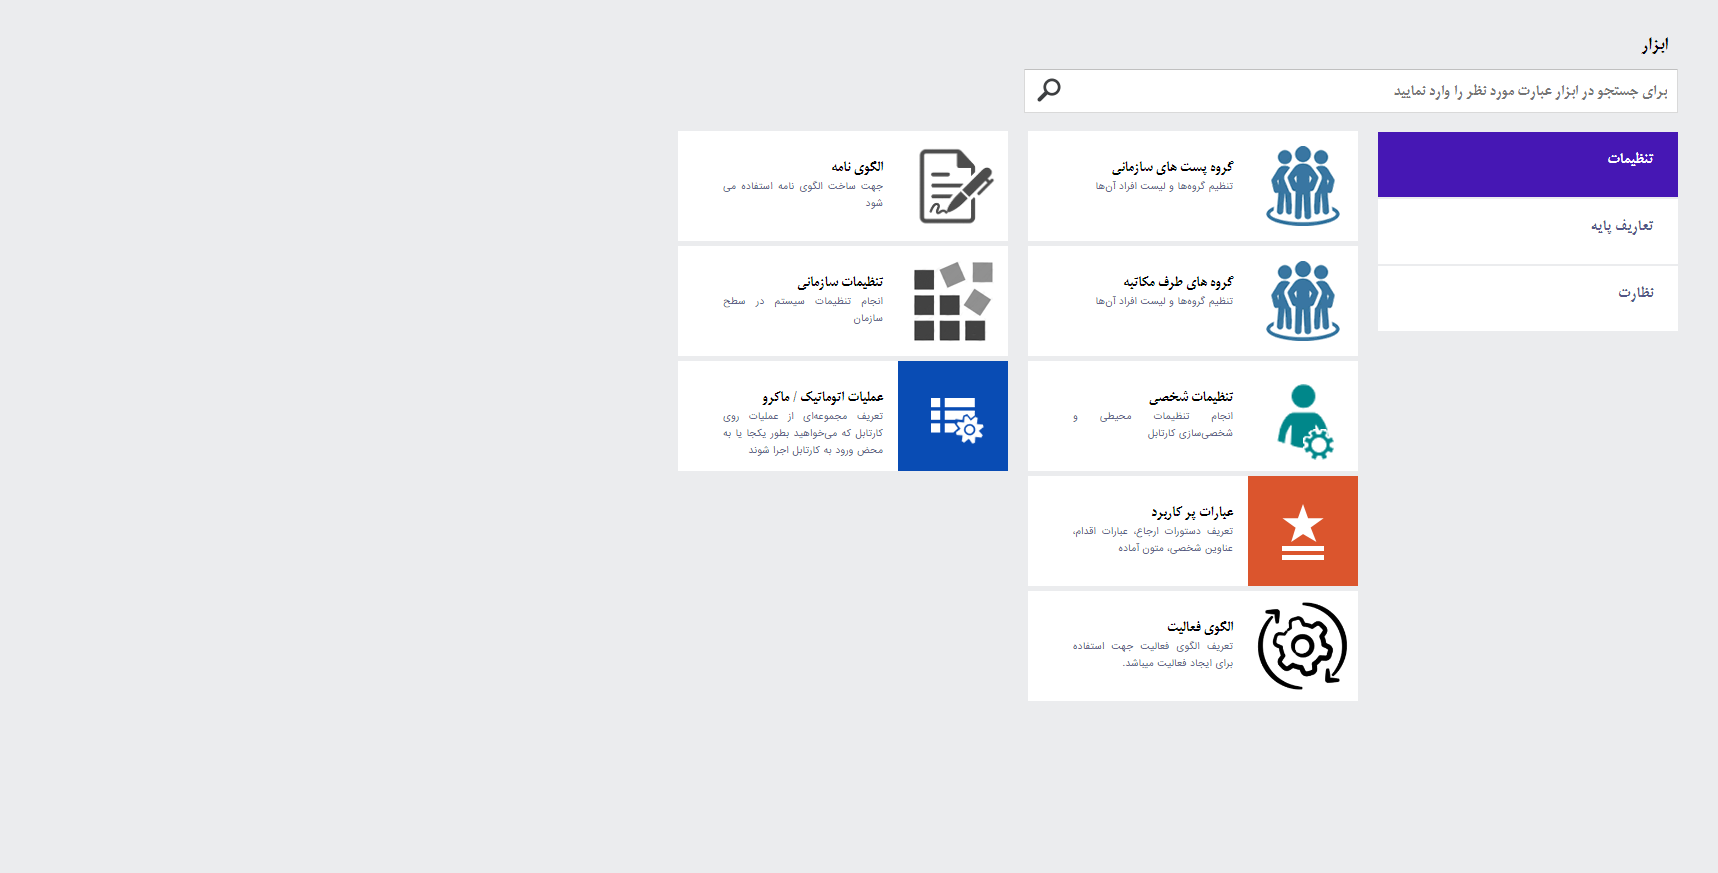 ابزار
برای جستجو در ابزار عبارت مورد نظر را وارد نمایید
تنظیمات
تعاریف پایه
نظارت
گروه پست های سازمانی
تنظیم گروه‌ها و لیست افراد آن‌ها
گروه های طرف مکاتبه
تنظیم گروه‌ها و لیست افراد آن‌ها
تنظیمات شخصی
انجام تنظیمات محیطی و
شخصی‌سازی کارتابل
عبارات پر کاربرد
تعریف دستورات ارجاع، عبارات اقدام،
عناوین شخصی، متون آماده
الگوی فعالیت
تعریف الگوی فعالیت جهت استفاده
برای ایجاد فعالیت میباشد.
الگوی نامه
جهت ساخت الگوی نامه استفاده می
شود
تنظیمات سازمانی
انجام تنظیمات سیستم در سطح
سازمان
عملیات اتوماتیک / ماکرو
تعریف مجموعه‌ای از عملیات روی
کارتابل که می‌خواهید بطور یکجا یا به
محض ورود به کارتابل اجرا شوند